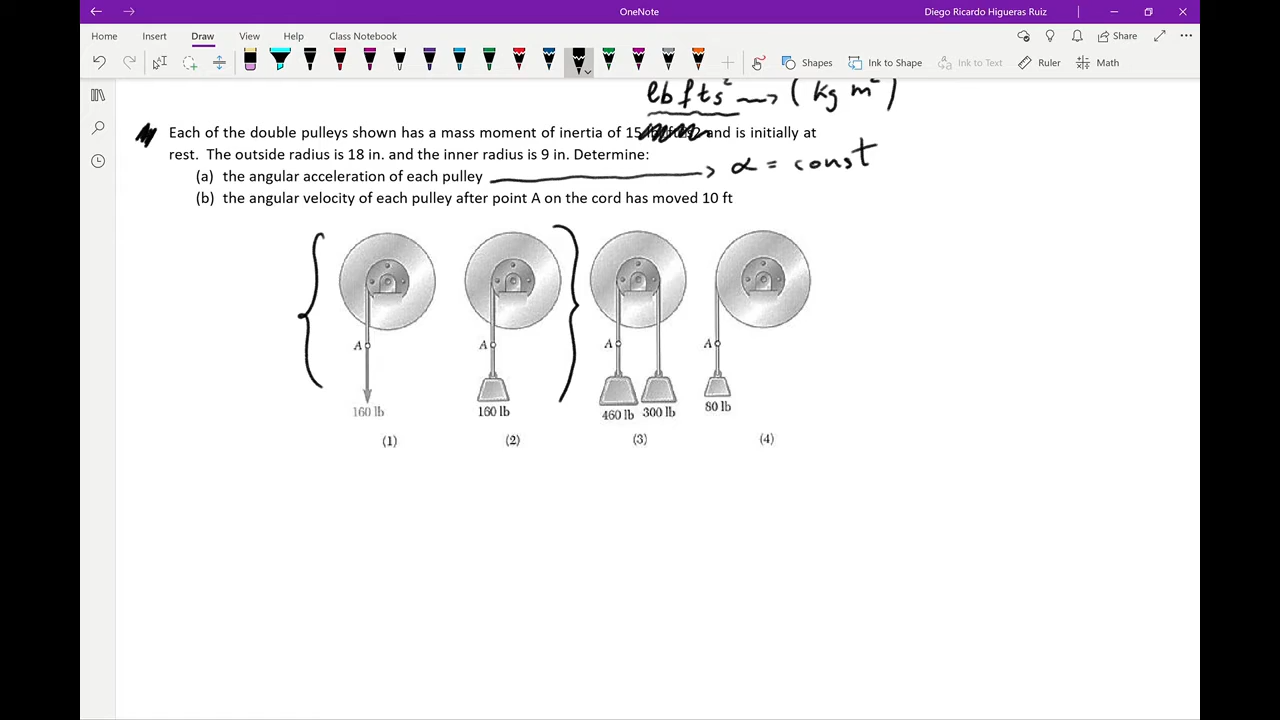 OneNote
Diego Ricardo Higueras Ruiz
Home Insert Draw View Help Class Notebook
Share
Shapes Ink to Shape Ink to Text Ruler Math
lb ft s² → (kg m²)
Each of the double pulleys shown has a mass moment of inertia of 15 and is initially at
rest. The outside radius is 18 in. and the inner radius is 9 in. Determine:
(a) the angular acceleration of each pulley → α = const
(b) the angular velocity of each pulley after point A on the cord has moved 10 ft
A A A A
160 lb 160 lb 460 lb 300 lb 80 lb
(1) (2) (3) (4)